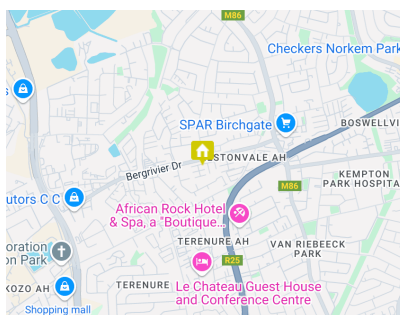 M86
Checkers Norkem Park
s
SPAR Birchgate
BOSWELLVI
ESTONVALE AH
Bergrivier Dr
KEMPTON
PARK HOSPITA
M86
utors C C
African Rock Hotel
& Spa, a "Boutique...
TERENURE AH
VAN RIEBEECK
PARK
oration
on Park
R25
TERENURE
Le Chateau Guest House
and Conference Centre
KOZO AH
Shopping mall